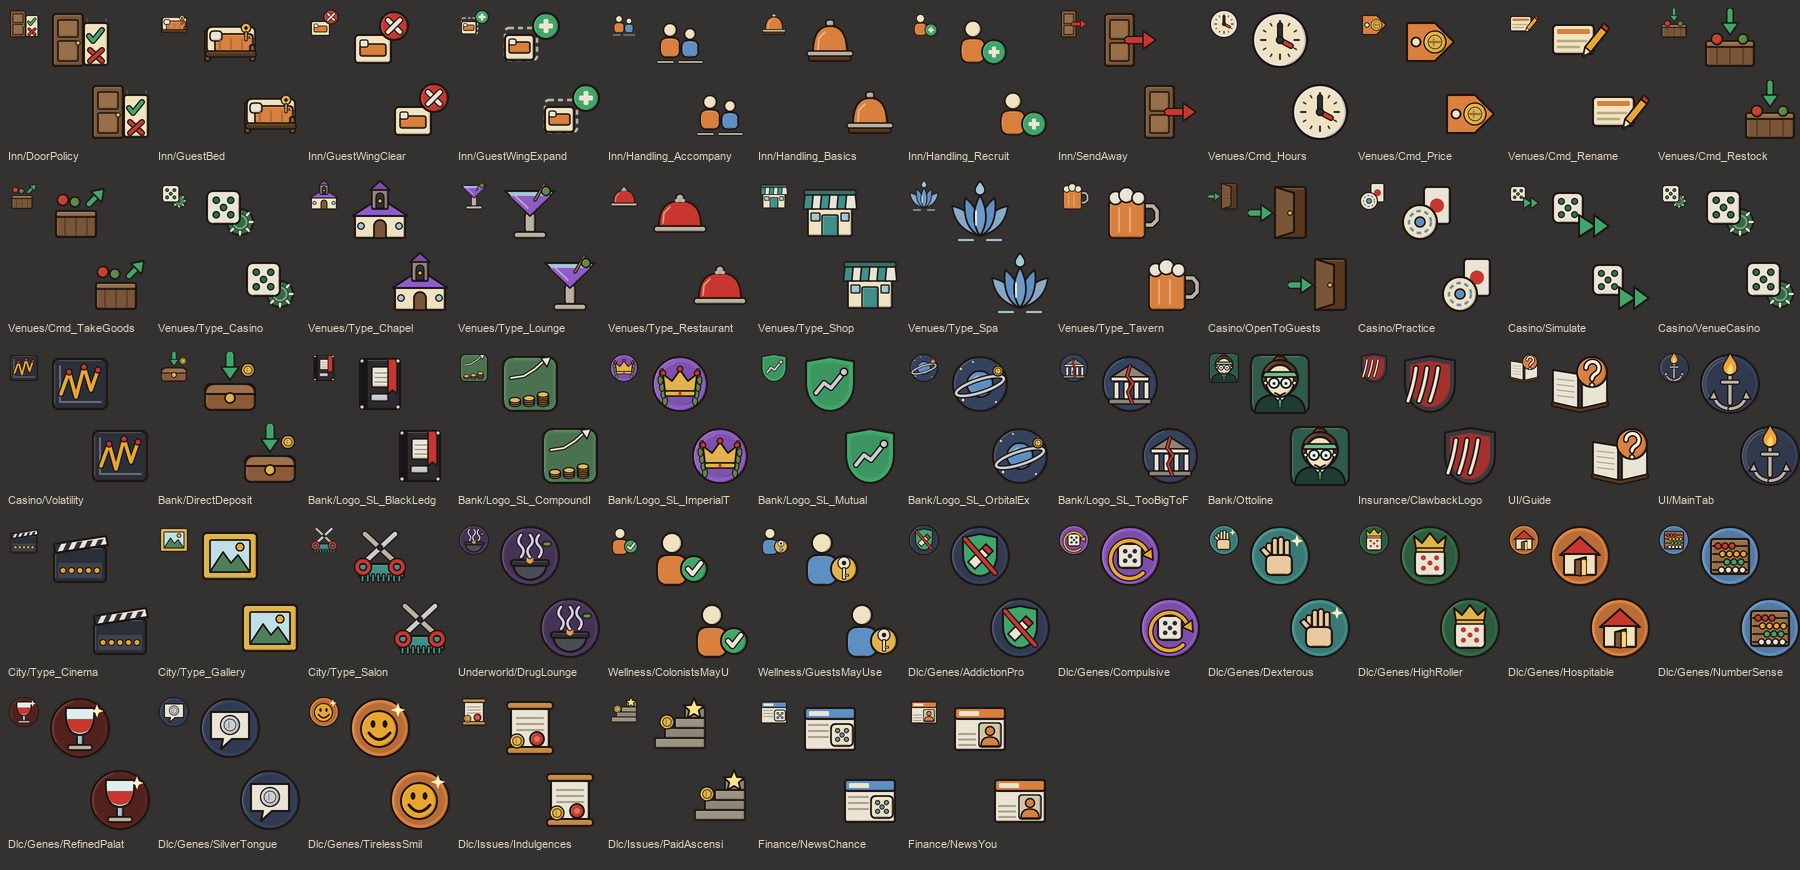 Inn/DoorPolicy
Inn/GuestBed
Inn/GuestWingClear
Inn/GuestWingExpand
Inn/Handling_Accompany
Inn/Handling_Basics
Inn/Handling_Recruit
Inn/SendAway
Venues/Cmd_Hours
Venues/Cmd_Price
Venues/Cmd_Rename
Venues/Cmd_Restock
Venues/Cmd_TakeGoods
Venues/Type_Casino
Venues/Type_Chapel
Venues/Type_Lounge
Venues/Type_Restaurant
Venues/Type_Shop
Venues/Type_Spa
Venues/Type_Tavern
Casino/OpenToGuests
Casino/Practice
Casino/Simulate
Casino/VenueCasino
Casino/Volatility
Bank/DirectDeposit
Bank/Logo_SL_BlackLedg
Bank/Logo_SL_CompoundI
Bank/Logo_SL_ImperialT
Bank/Logo_SL_Mutual
Bank/Logo_SL_OrbitalEx
Bank/Logo_SL_TooBigToF
Bank/Ottoline
Insurance/ClawbackLogo
UI/Guide
UI/MainTab
City/Type_Cinema
City/Type_Gallery
City/Type_Salon
Underworld/DrugLounge
Wellness/ColonistsMayU
Wellness/GuestsMayUse
Dlc/Genes/AddictionPro
Dlc/Genes/Compulsive
Dlc/Genes/Dexterous
Dlc/Genes/HighRoller
Dlc/Genes/Hospitable
Dlc/Genes/NumberSense
Dlc/Genes/RefinedPalat
Dlc/Genes/SilverTongue
Dlc/Genes/TirelessSmil
Dlc/Issues/Indulgences
Dlc/Issues/PaidAscensi
Finance/NewsChance
Finance/NewsYou